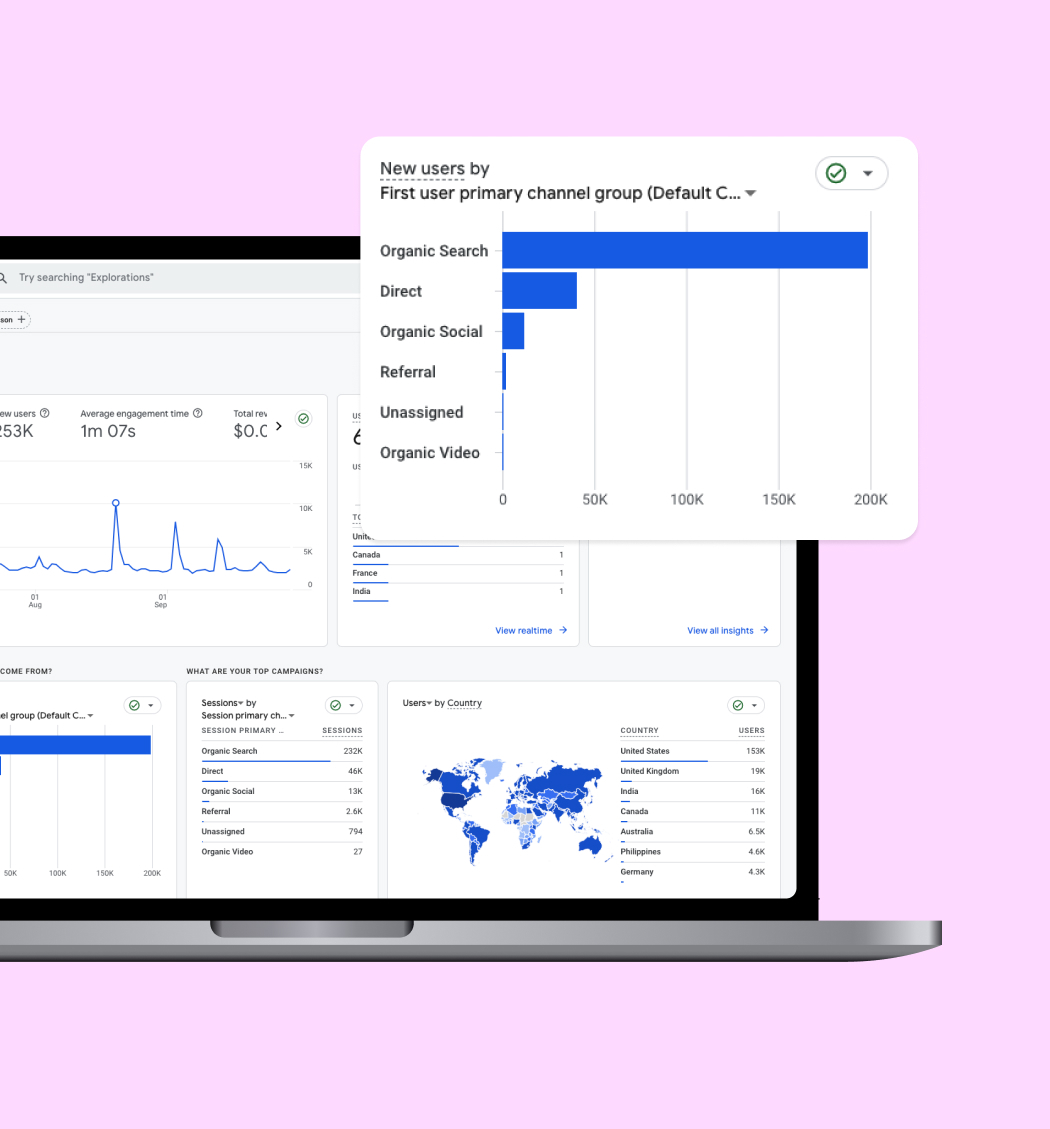 New users by
First user primary channel group (Default C...
Organic Search
Direct
Organic Social
Referral
Unassigned
Organic Video
0 50K 100K 150K 200K
Try searching "Explorations"
son +
ew users
253K
Average engagement time
1m 07s
Total rev
$0.0
15K
10K
5K
0
01 01
Aug Sep
US
6
US
TO
Unite
Canada 1
France 1
India 1
View realtime
View all insights
COME FROM?
WHAT ARE YOUR TOP CAMPAIGNS?
el group (Default C...
50K 100K 150K 200K
Sessions by
Session primary ch...
SESSION PRIMARY ... SESSIONS
Organic Search 232K
Direct 46K
Organic Social 13K
Referral 2.6K
Unassigned 794
Organic Video 27
Users by Country
COUNTRY USERS
United States 153K
United Kingdom 19K
India 16K
Canada 11K
Australia 6.5K
Philippines 4.6K
Germany 4.3K